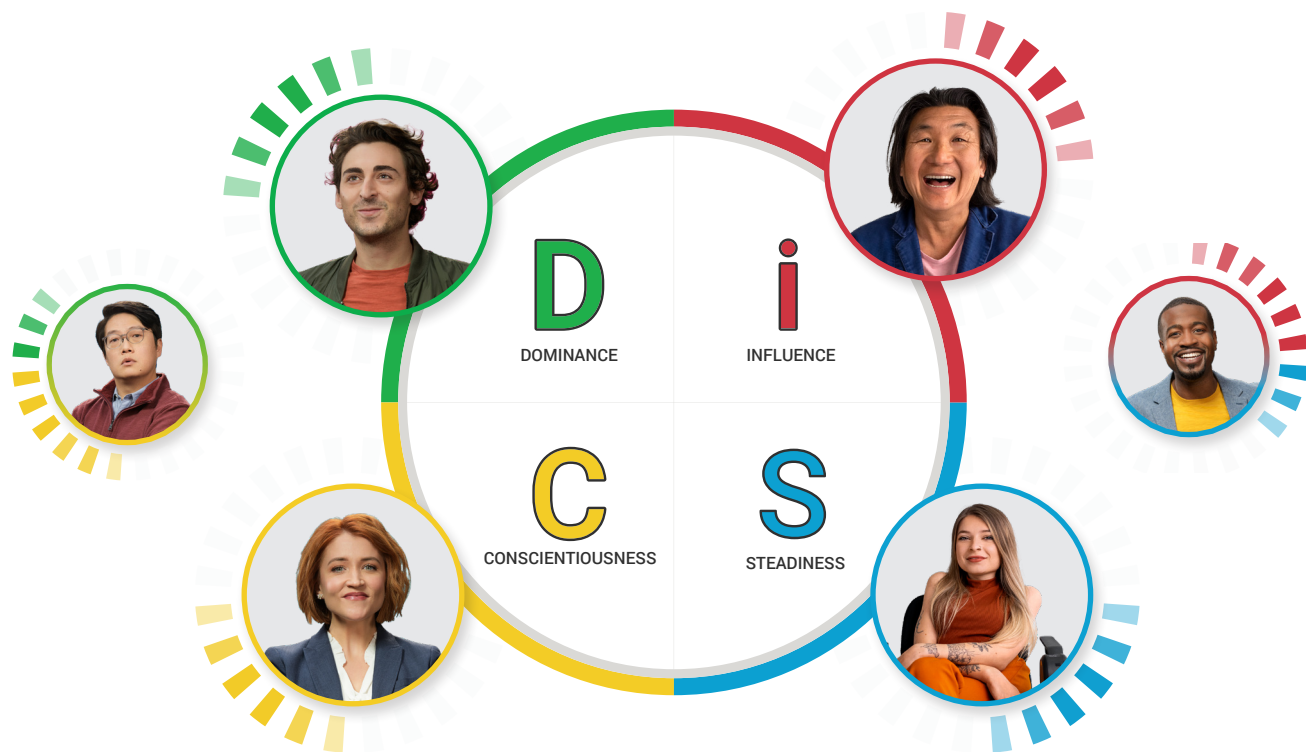 D
DOMINANCE
i
INFLUENCE
C
CONSCIENTIOUSNESS
S
STEADINESS